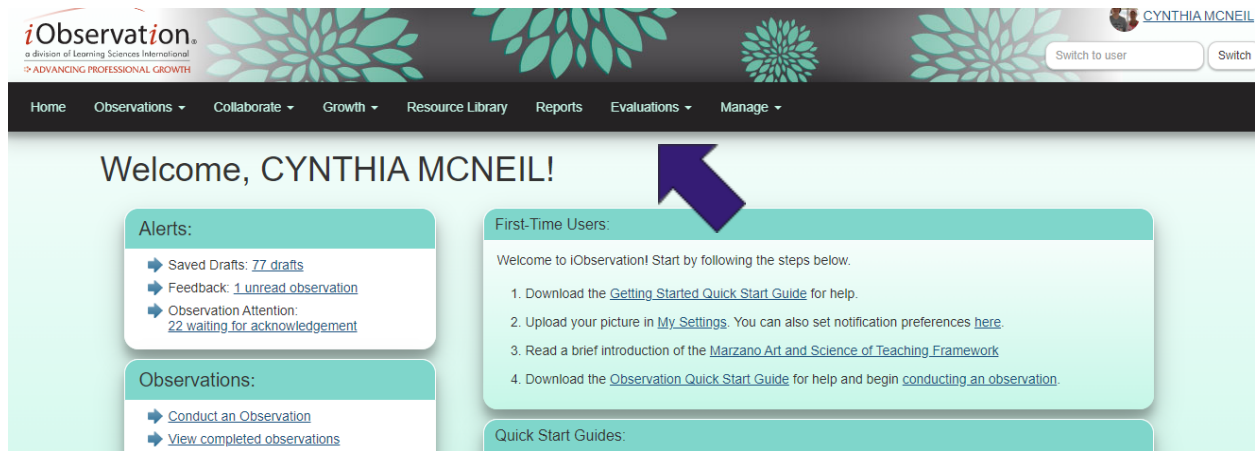 iObservation®
a division of Learning Sciences International
ADVANCING PROFESSIONAL GROWTH
CYNTHIA MCNEIL
Switch to user
Switch
Home Observations Collaborate Growth Resource Library Reports Evaluations Manage
Welcome, CYNTHIA MCNEIL!
Alerts:
Saved Drafts: 77 drafts
Feedback: 1 unread observation
Observation Attention:
22 waiting for acknowledgement
Observations:
Conduct an Observation
View completed observations
First-Time Users:
Welcome to iObservation! Start by following the steps below.
1. Download the Getting Started Quick Start Guide for help.
2. Upload your picture in My Settings. You can also set notification preferences here.
3. Read a brief introduction of the Marzano Art and Science of Teaching Framework
4. Download the Observation Quick Start Guide for help and begin conducting an observation.
Quick Start Guides: